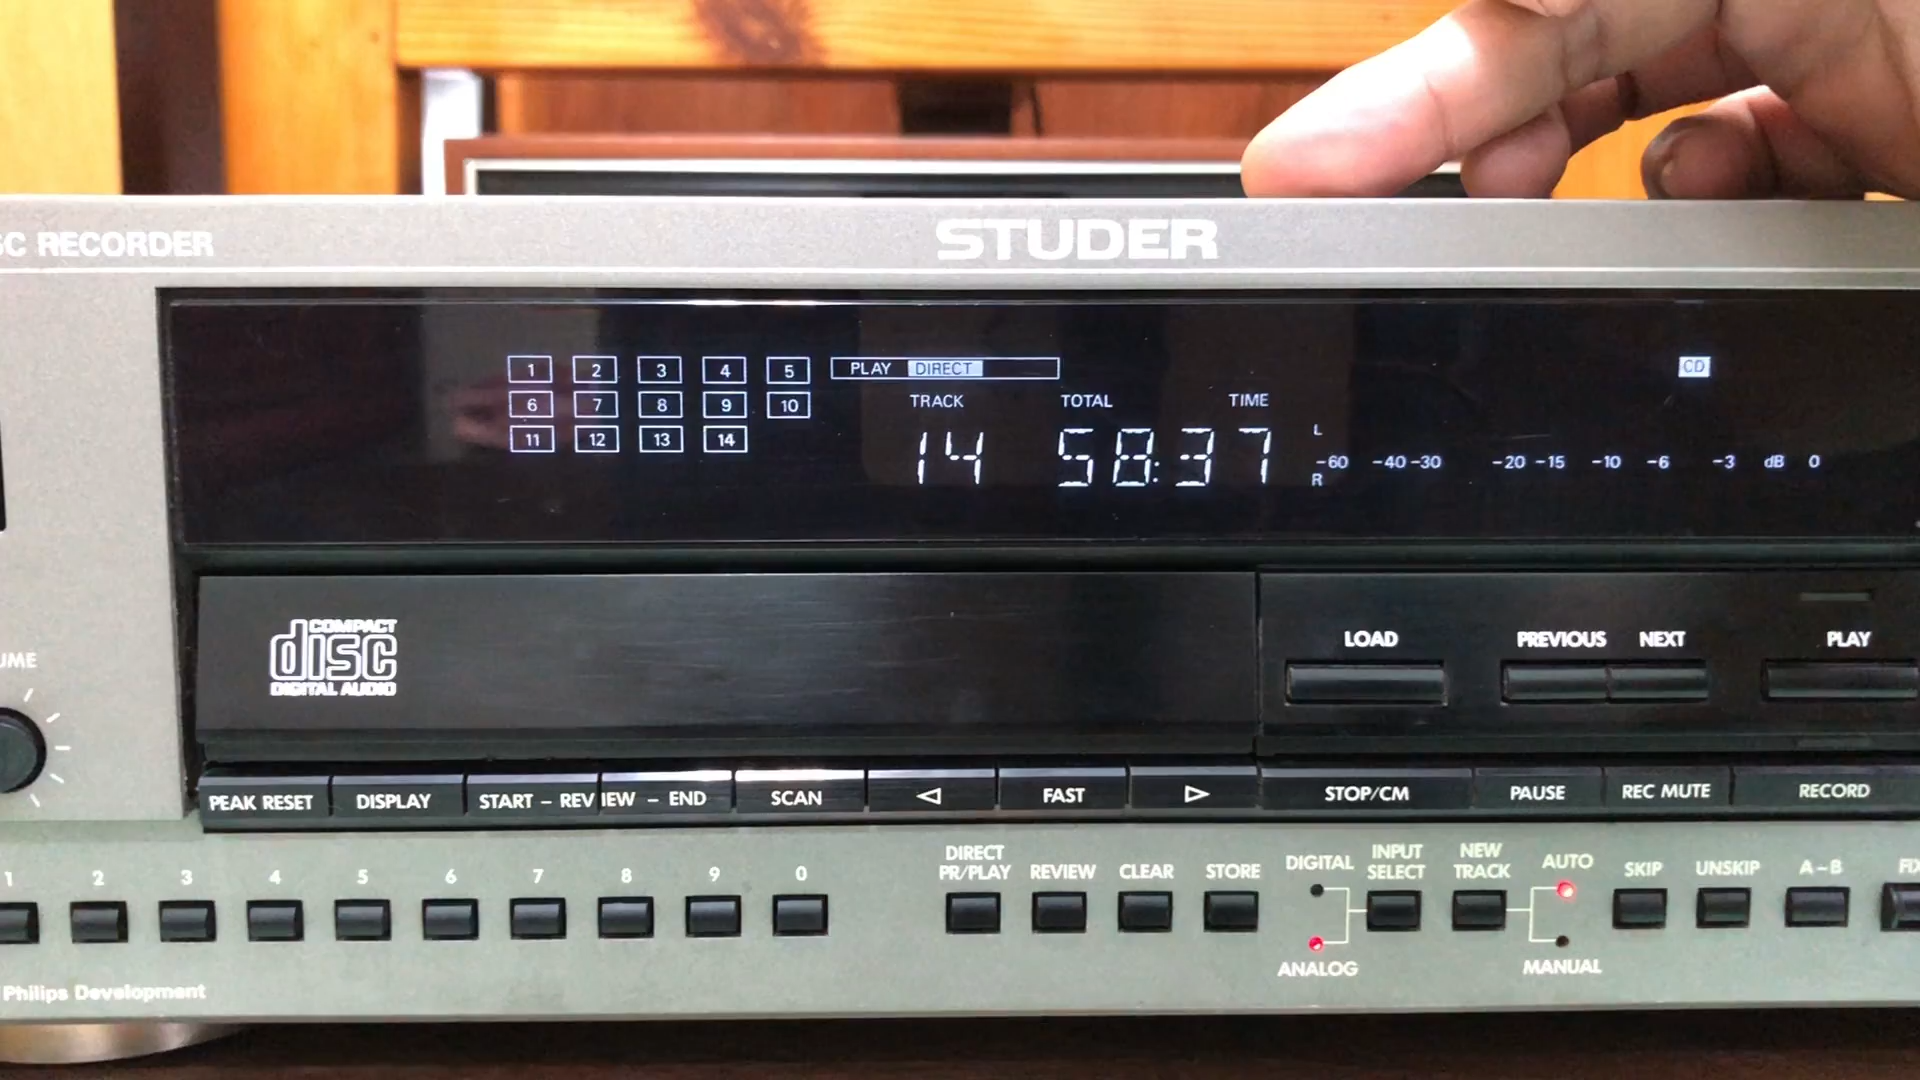 SC RECORDER
STUDER
1 2 3 4 5
6 7 8 9 10
11 12 13 14
PLAY DIRECT
CD
TRACK TOTAL TIME
14 58:37
L
-60 -40 -30 -20 -15 -10 -6 -3 dB 0
R
COMPACT
disc
DIGITAL AUDIO
UME
LOAD PREVIOUS NEXT PLAY
PEAK RESET DISPLAY START - REVIEW - END SCAN ◁ FAST ▷ STOP/CM PAUSE REC MUTE RECORD
1 2 3 4 5 6 7 8 9 0
DIRECT
PR/PLAY REVIEW CLEAR STORE
DIGITAL
ANALOG
INPUT
SELECT
NEW
TRACK
AUTO
MANUAL
SKIP UNSKIP A-B FIX
Philips Development